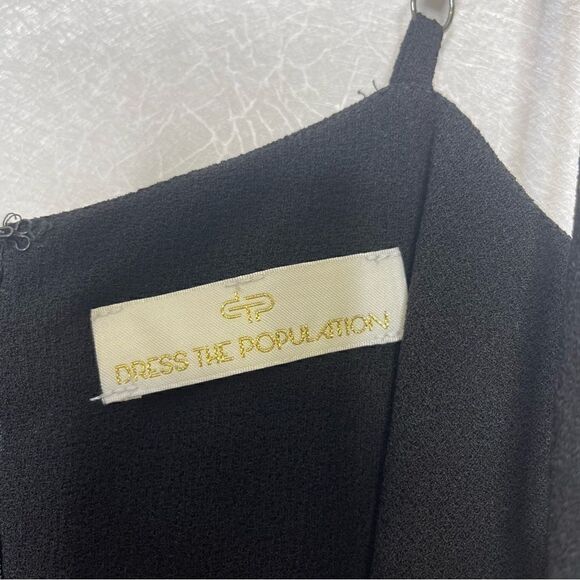 DRESS THE POPULATION